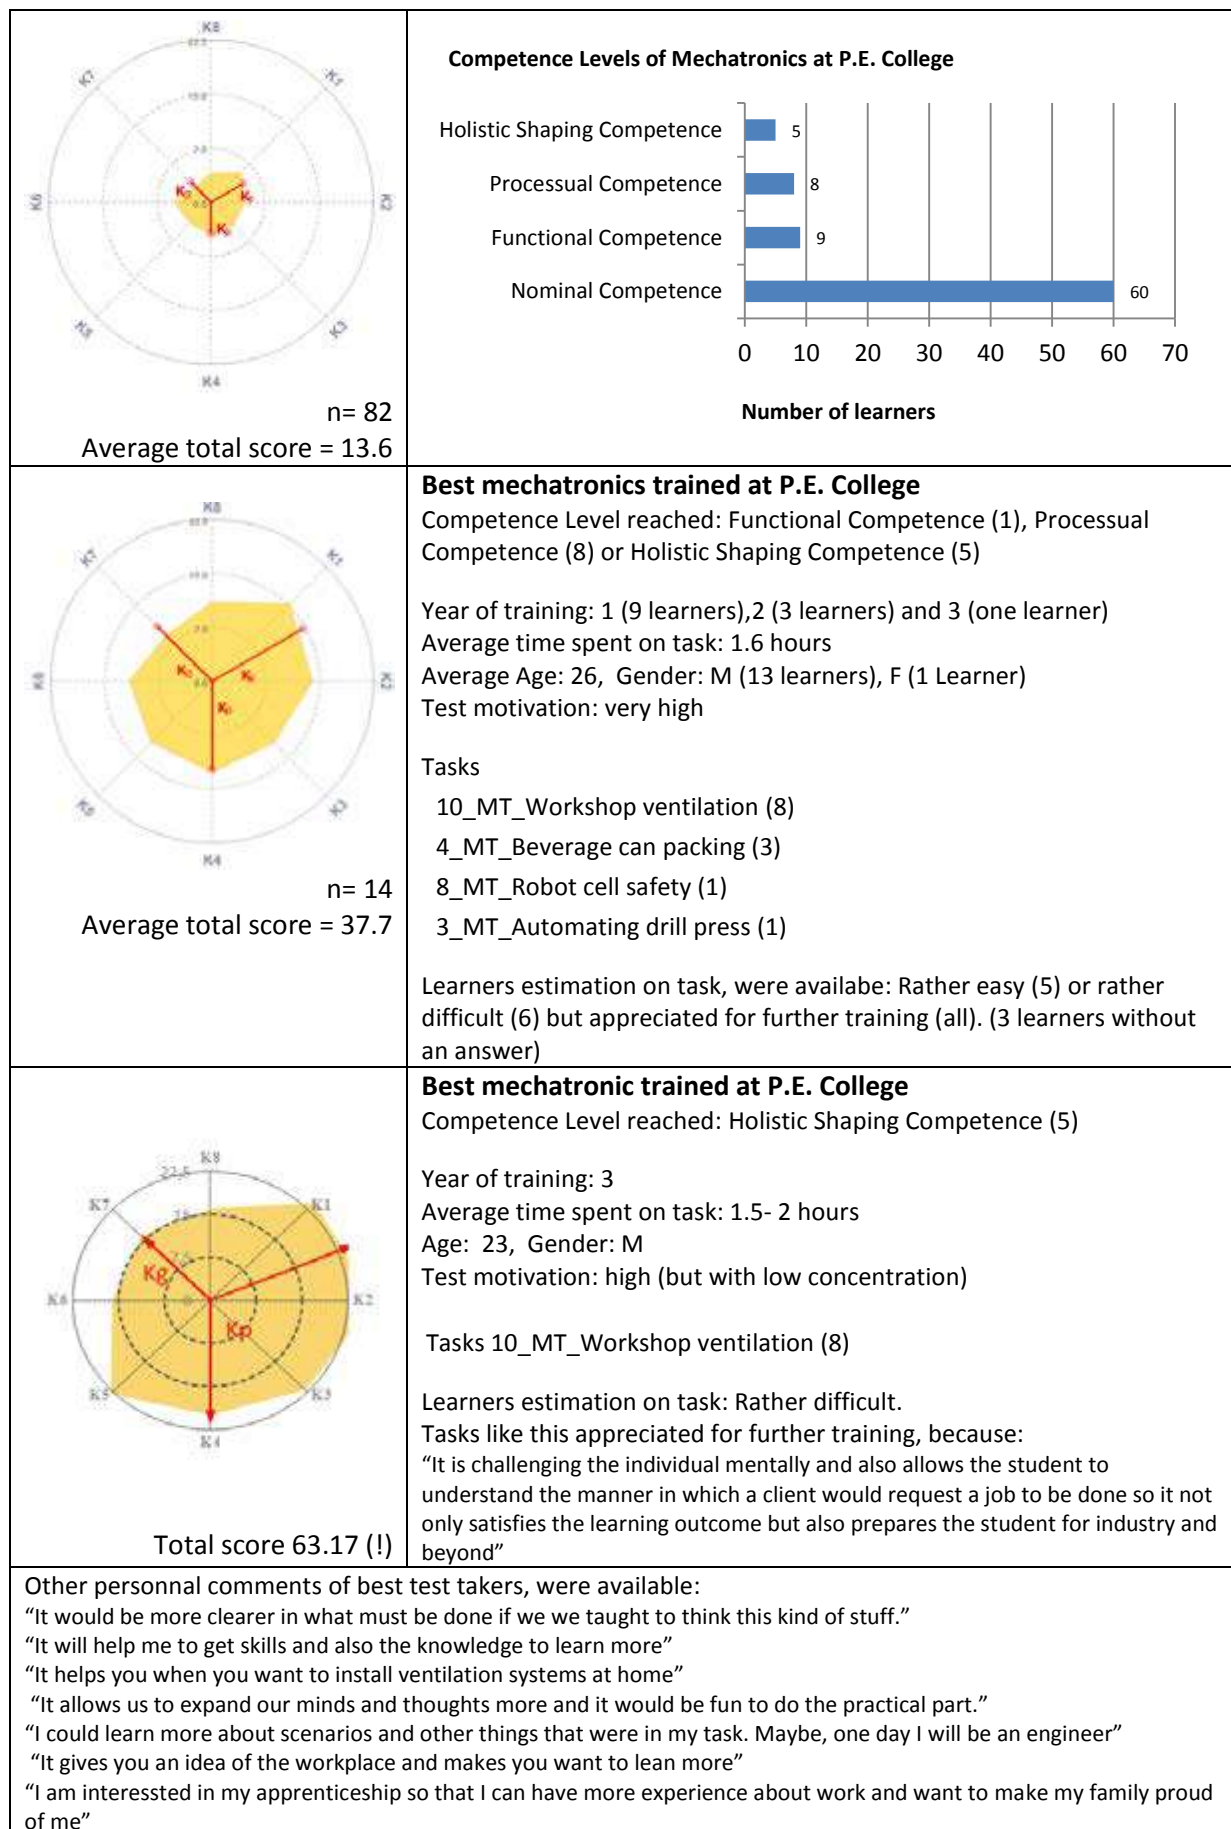 K8
K7
K1
K6
K2
K5
K3
K4
n= 82
Average total score = 13.6
Competence Levels of Mechatronics at P.E. College
Holistic Shaping Competence 5
Processual Competence 8
Functional Competence 9
Nominal Competence 60
0 10 20 30 40 50 60 70
Number of learners
K8
K7
K1
K6
K2
K5
K3
K4
n= 14
Average total score = 37.7
Best mechatronics trained at P.E. College
Competence Level reached: Functional Competence (1), Processual
Competence (8) or Holistic Shaping Competence (5)
Year of training: 1 (9 learners),2 (3 learners) and 3 (one learner)
Average time spent on task: 1.6 hours
Average Age: 26, Gender: M (13 learners), F (1 Learner)
Test motivation: very high
Tasks
10_MT_Workshop ventilation (8)
4_MT_Beverage can packing (3)
8_MT_Robot cell safety (1)
3_MT_Automating drill press (1)
Learners estimation on task, were availabe: Rather easy (5) or rather
difficult (6) but appreciated for further training (all). (3 learners without
an answer)
K8
22,5
K7
K1
Kg
K6
K2
Kp
K5
K3
K4
Total score 63.17 (!)
Best mechatronic trained at P.E. College
Competence Level reached: Holistic Shaping Competence (5)
Year of training: 3
Average time spent on task: 1.5- 2 hours
Age: 23, Gender: M
Test motivation: high (but with low concentration)
Tasks 10_MT_Workshop ventilation (8)
Learners estimation on task: Rather difficult.
Tasks like this appreciated for further training, because:
“It is challenging the individual mentally and also allows the student to
understand the manner in which a client would request a job to be done so it not
only satisfies the learning outcome but also prepares the student for industry and
beyond”
Other personnal comments of best test takers, were available:
“It would be more clearer in what must be done if we we taught to think this kind of stuff.”
“It will help me to get skills and also the knowledge to learn more”
“It helps you when you want to install ventilation systems at home”
“It allows us to expand our minds and thoughts more and it would be fun to do the practical part.”
“I could learn more about scenarios and other things that were in my task. Maybe, one day I will be an engineer”
“It gives you an idea of the workplace and makes you want to lean more”
“I am interessted in my apprenticeship so that I can have more experience about work and want to make my family proud
of me”